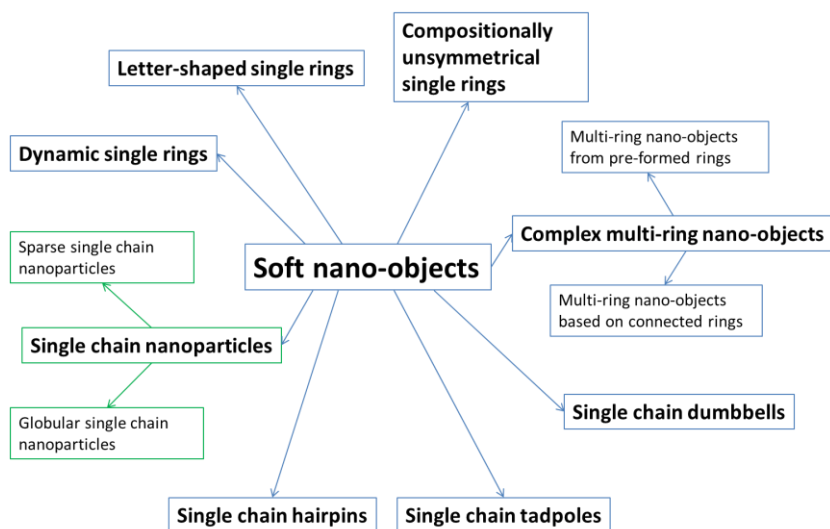 Compositionally
unsymmetrical
single rings
Letter-shaped single rings
Dynamic single rings
Multi-ring nano-objects
from pre-formed rings
Sparse single chain
nanoparticles
Soft nano-objects
Complex multi-ring nano-objects
Multi-ring nano-objects
based on connected rings
Single chain nanoparticles
Globular single chain
nanoparticles
Single chain dumbbells
Single chain hairpins
Single chain tadpoles